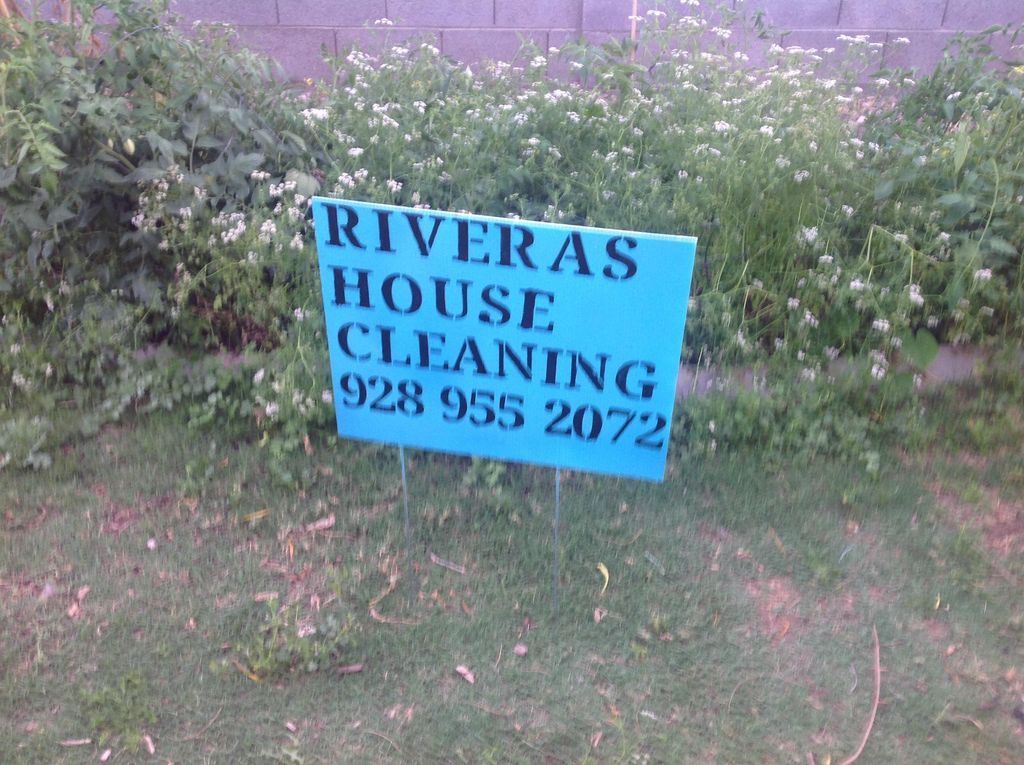 RIVERAS
HOUSE
CLEANING
928 955 2072